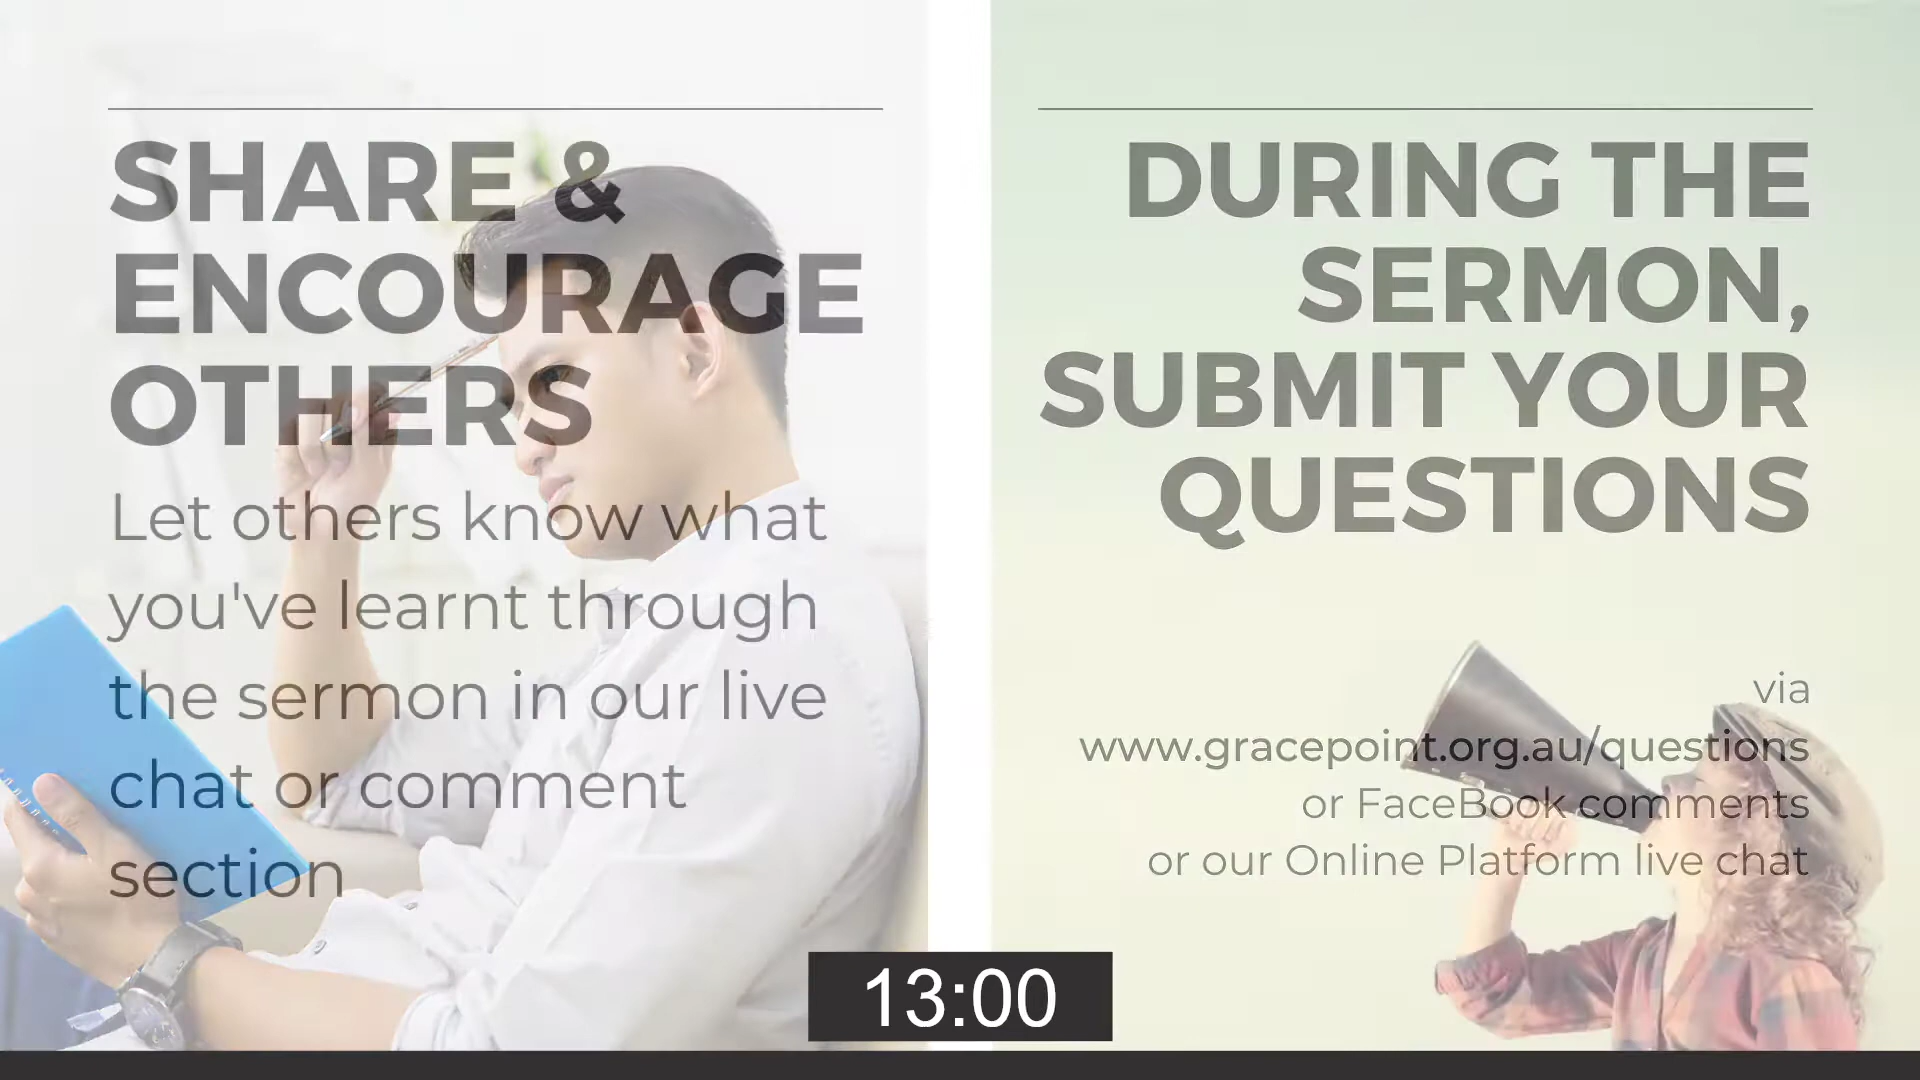 SHARE &
ENCOURAGE
OTHERS
Let others know what
you've learnt through
the sermon in our live
chat or comment
section
DURING THE
SERMON,
SUBMIT YOUR
QUESTIONS
via
www.gracepoint.org.au/questions
or FaceBook comments
or our Online Platform live chat
13:00